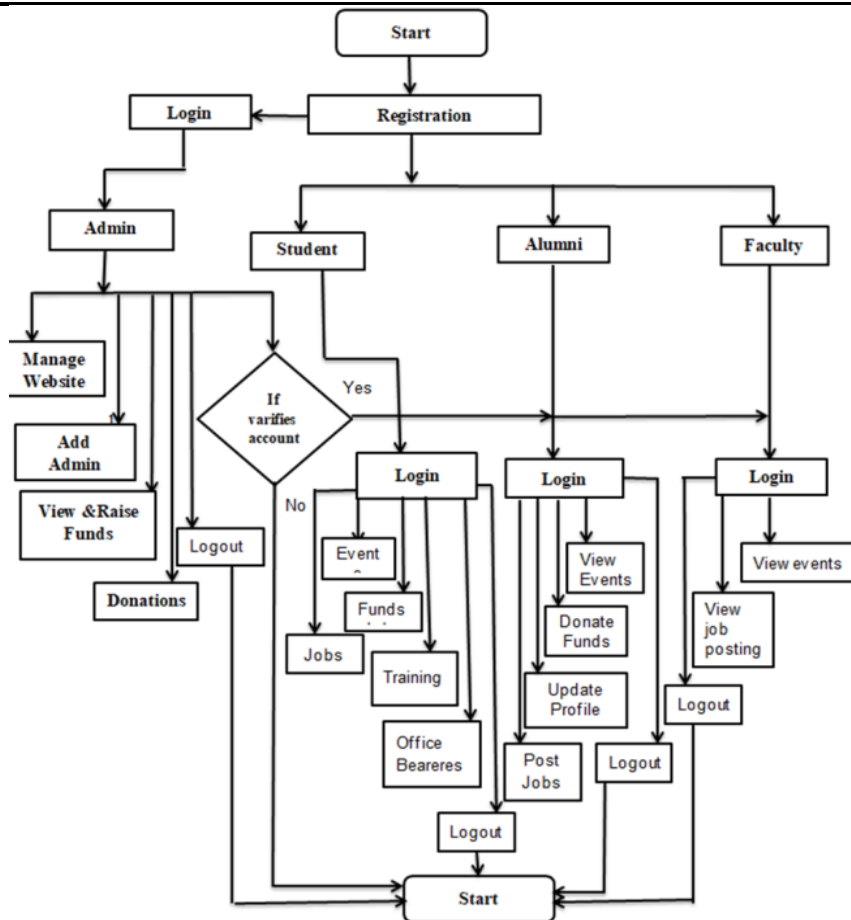 Start
Login
Registration
Admin
Student
Alumni
Faculty
Manage
Website
If
varifies
account
Yes
Add
Admin
Login
Login
Login
View &Raise
Funds
No
Logout
Event
View
Events
View events
Donations
Funds
Donate
Funds
View
job
posting
Jobs
Training
Update
Profile
Logout
Office
Beareres
Post
Jobs
Logout
Logout
Start